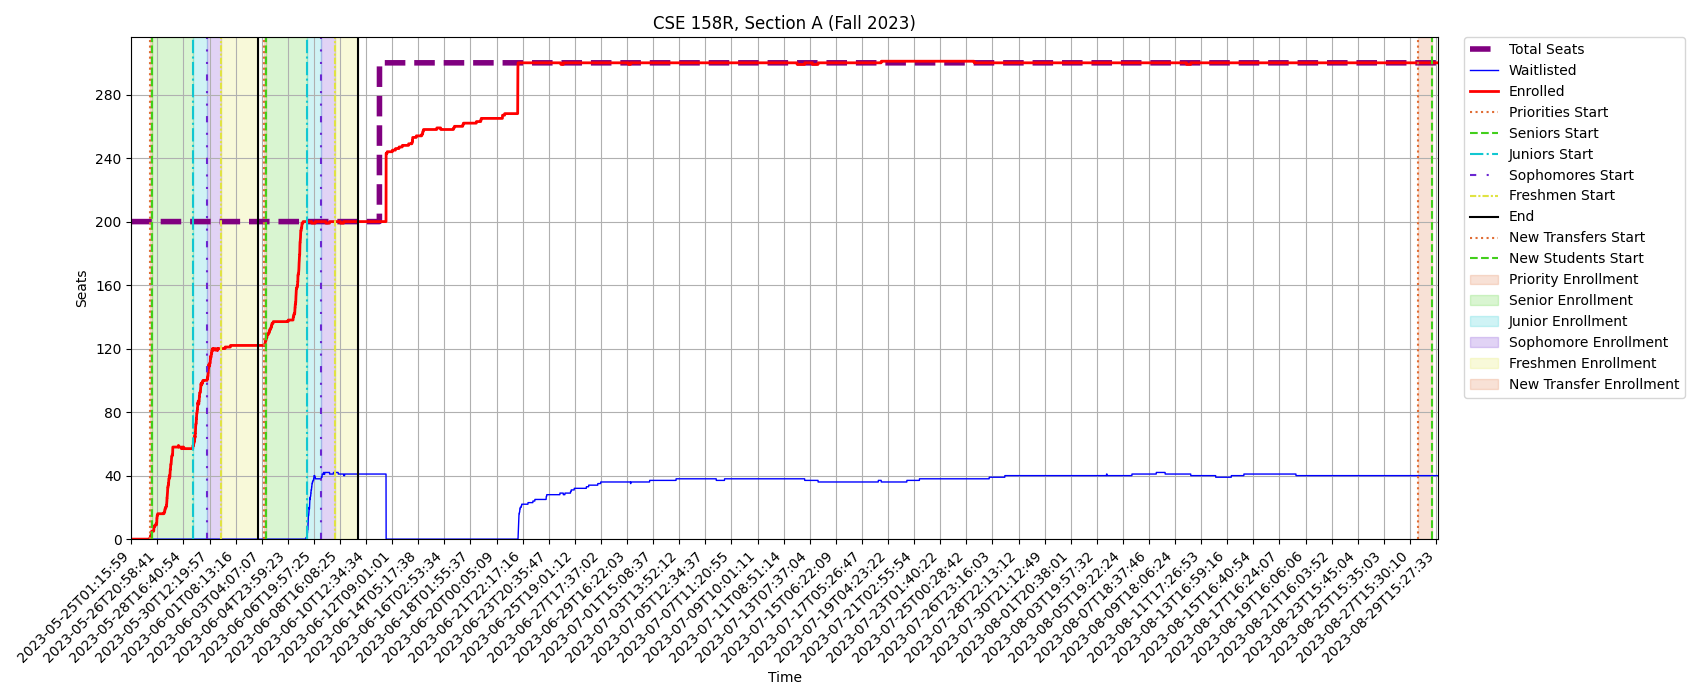 CSE 158R, Section A (Fall 2023)
Seats
280
240
200
160
120
80
40
0
2023-05-25T01:15:59
2023-05-26T20:58:41
2023-05-28T16:40:54
2023-05-30T12:19:57
2023-06-01T08:13:16
2023-06-03T04:07:07
2023-06-04T23:59:23
2023-06-06T19:57:25
2023-06-08T16:08:25
2023-06-10T12:34:34
2023-06-12T09:01:01
2023-06-14T05:17:38
2023-06-16T02:53:34
2023-06-18T01:55:37
2023-06-20T00:05:09
2023-06-21T22:17:16
2023-06-23T20:35:47
2023-06-25T19:01:12
2023-06-27T17:37:02
2023-06-29T16:22:03
2023-07-01T15:08:37
2023-07-03T13:52:12
2023-07-05T12:34:37
2023-07-07T11:20:55
2023-07-09T10:01:11
2023-07-11T08:51:14
2023-07-13T07:37:04
2023-07-15T06:22:09
2023-07-17T05:26:47
2023-07-19T04:23:22
2023-07-21T02:55:54
2023-07-23T01:40:22
2023-07-25T00:28:42
2023-07-26T23:16:03
2023-07-28T22:13:12
2023-07-30T21:12:49
2023-08-01T20:38:01
2023-08-03T19:57:32
2023-08-05T19:22:24
2023-08-07T18:37:46
2023-08-09T18:06:24
2023-08-11T17:26:53
2023-08-13T16:59:16
2023-08-15T16:40:54
2023-08-17T16:24:07
2023-08-19T16:06:06
2023-08-21T16:03:52
2023-08-23T15:45:04
2023-08-25T15:35:03
2023-08-27T15:30:10
2023-08-29T15:27:33
Time
Total Seats
Waitlisted
Enrolled
Priorities Start
Seniors Start
Juniors Start
Sophomores Start
Freshmen Start
End
New Transfers Start
New Students Start
Priority Enrollment
Senior Enrollment
Junior Enrollment
Sophomore Enrollment
Freshmen Enrollment
New Transfer Enrollment